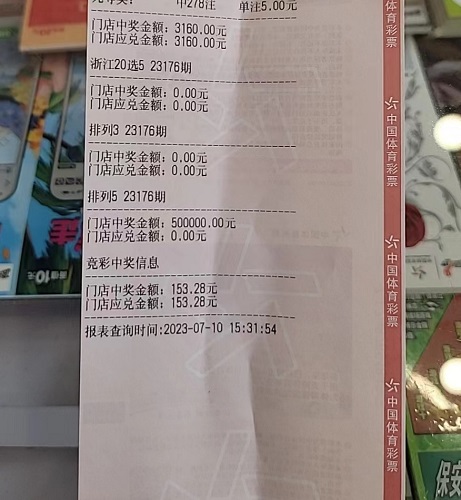 中278注 单注5.00元
门店中奖金额: 3160.00元
门店应兑金额: 3160.00元
浙江20选5 23176期
门店中奖金额: 0.00元
门店应兑金额: 0.00元
排列3 23176期
门店中奖金额: 0.00元
门店应兑金额: 0.00元
排列5 23176期
门店中奖金额: 500000.00元
门店应兑金额: 0.00元
竞彩中奖信息
门店中奖金额: 153.28元
门店应兑金额: 153.28元
报表查询时间:2023-07-10 15:31:54
体育彩票
中国体育彩票
中国体育彩票
中国体育彩票
面值10元
保安